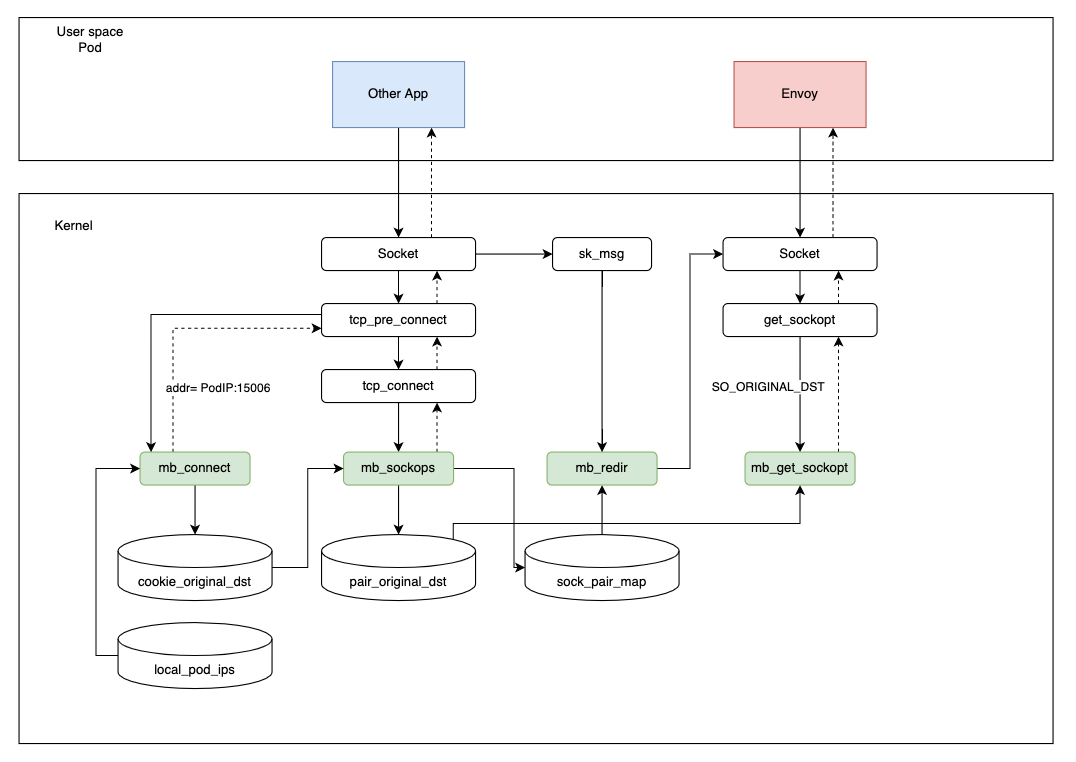 User space
Pod
Other App
Envoy
Kernel
Socket
sk_msg
Socket
tcp_pre_connect
get_sockopt
addr= PodIP:15006
tcp_connect
SO_ORIGINAL_DST
mb_connect
mb_sockops
mb_redir
mb_get_sockopt
cookie_original_dst
pair_original_dst
sock_pair_map
local_pod_ips